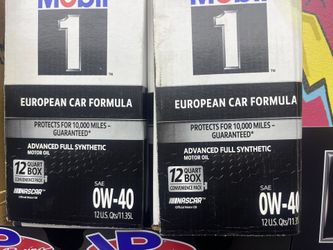 Mobil
1
EUROPEAN CAR FORMULA
PROTECTS FOR 10,000 MILES –
GUARANTEED*
ADVANCED FULL SYNTHETIC
MOTOR OIL
12 QUART
BOX
CONVENIENCE PACK
NASCAR
SAE
0W-40
12 U.S. Qts/11.35L
Mobil
1
EUROPEAN CAR FORMULA
PROTECTS FOR 10,000 MILES –
GUARANTEED*
ADVANCED FULL SYNTHETIC
MOTOR OIL
12 QUART
BOX
CONVENIENCE PACK
NASCAR
SAE
0W-40
12 U.S. Qts/11.35L